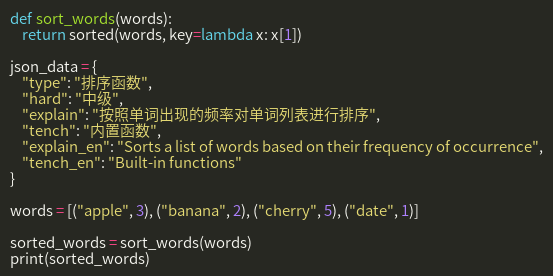 def sort_words(words):
    return sorted(words, key=lambda x: x[1])

json_data = {
    "type": "排序函数",
    "hard": "中级",
    "explain": "按照单词出现的频率对单词列表进行排序",
    "tench": "内置函数",
    "explain_en": "Sorts a list of words based on their frequency of occurrence",
    "tench_en": "Built-in functions"
}

words = [("apple", 3), ("banana", 2), ("cherry", 5), ("date", 1)]

sorted_words = sort_words(words)
print(sorted_words)